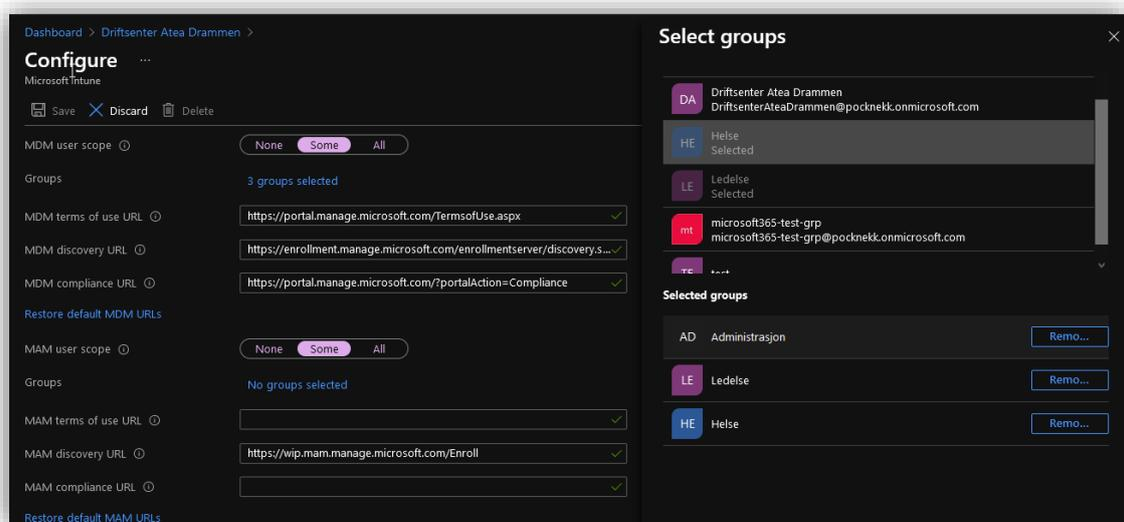 Dashboard > Driftsenter Atea Drammen >
Configure ...
Microsoft Intune
Save Discard Delete
MDM user scope None Some All
Groups 3 groups selected
MDM terms of use URL https://portal.manage.microsoft.com/TermsofUse.aspx
MDM discovery URL https://enrollment.manage.microsoft.com/enrollmentserver/discovery.s...
MDM compliance URL https://portal.manage.microsoft.com/?portalAction=Compliance
Restore default MDM URLs
MAM user scope None Some All
Groups No groups selected
MAM terms of use URL
MAM discovery URL https://wip.mam.manage.microsoft.com/Enroll
MAM compliance URL
Restore default MAM URLs
Select groups
DA Driftsenter Atea Drammen
DriftsenterAteaDrammen@pocknekk.onmicrosoft.com
HE Helse
Selected
LE Ledelse
Selected
mt microsoft365-test-grp
microsoft365-test-grp@pocknekk.onmicrosoft.com
TE test
Selected groups
AD Administrasjon Remo...
LE Ledelse Remo...
HE Helse Remo...